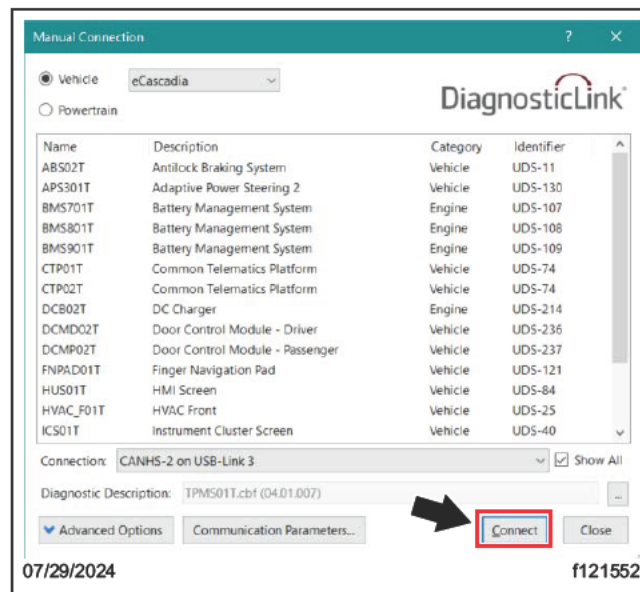 Manual Connection ? ×
Vehicle eCascadia
Powertrain
DiagnosticLink
Name Description Category Identifier
ABS02T Antilock Braking System Vehicle UDS-11
APS301T Adaptive Power Steering 2 Vehicle UDS-130
BMS701T Battery Management System Engine UDS-107
BMS801T Battery Management System Engine UDS-108
BMS901T Battery Management System Engine UDS-109
CTP01T Common Telematics Platform Vehicle UDS-74
CTP02T Common Telematics Platform Vehicle UDS-74
DCB02T DC Charger Engine UDS-214
DCMD02T Door Control Module - Driver Vehicle UDS-236
DCMP02T Door Control Module - Passenger Vehicle UDS-237
FNPAD01T Finger Navigation Pad Vehicle UDS-121
HUS01T HMI Screen Vehicle UDS-84
HVAC_F01T HVAC Front Vehicle UDS-25
ICS01T Instrument Cluster Screen Vehicle UDS-40
Connection: CANHS-2 on USB-Link 3 Show All
Diagnostic Description: TPMS01T.cbf (04.01.007) ...
Advanced Options Communication Parameters... Connect Close
07/29/2024 f121552